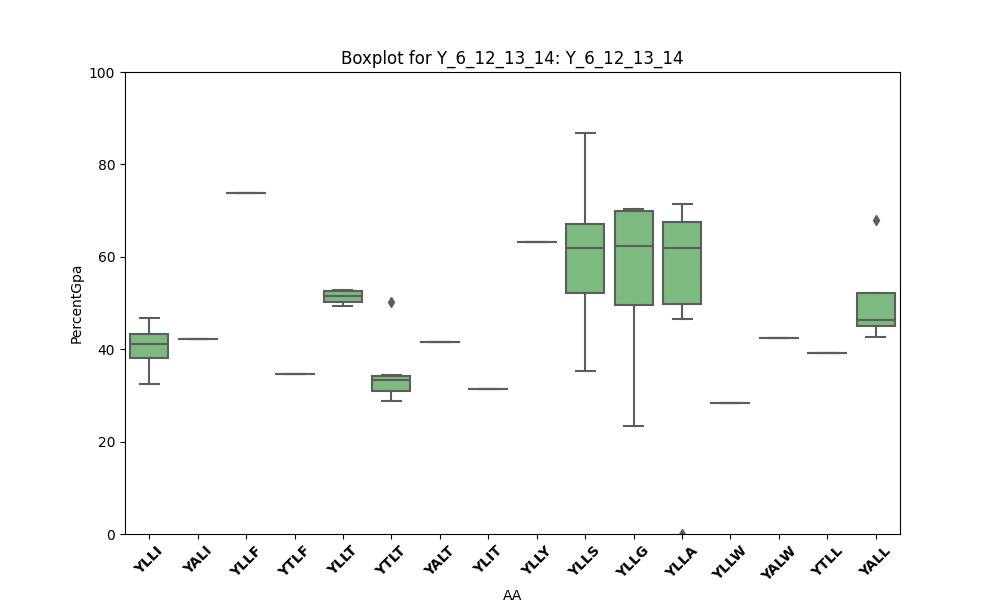 Boxplot for Y_6_12_13_14: Y_6_12_13_14
100
80
60
40
20
0
PercentGpa
YLLI YALI YLLF YTLF YLLT YTLT YALT YLIT YLLY YLLS YLLG YLLA YLLW YALW YTLL YALL
AA